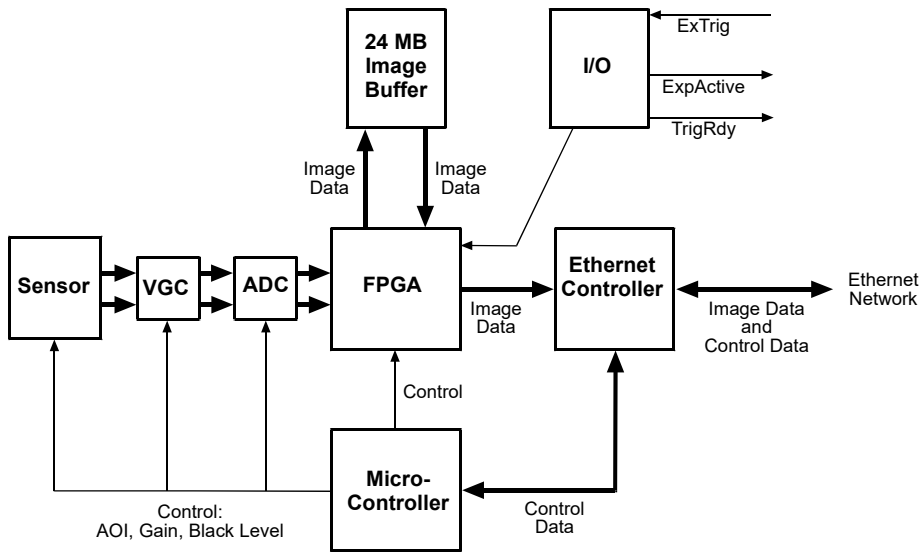 24 MB
Image
Buffer
I/O
ExTrig
ExpActive
TrigRdy
Image
Data
Image
Data
Sensor
VGC
ADC
FPGA
Image
Data
Ethernet
Controller
Image Data
and
Control Data
Ethernet
Network
Control
Micro-
Controller
Control
Data
Control:
AOI, Gain, Black Level